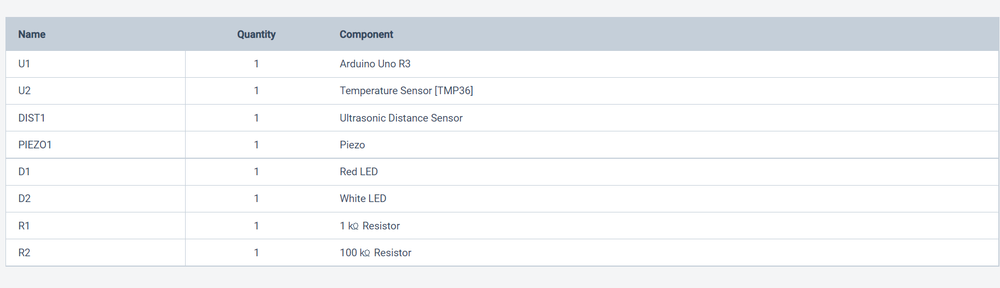 Name Quantity Component
U1 1 Arduino Uno R3
U2 1 Temperature Sensor [TMP36]
DIST1 1 Ultrasonic Distance Sensor
PIEZO1 1 Piezo
D1 1 Red LED
D2 1 White LED
R1 1 1 kΩ Resistor
R2 1 100 kΩ Resistor